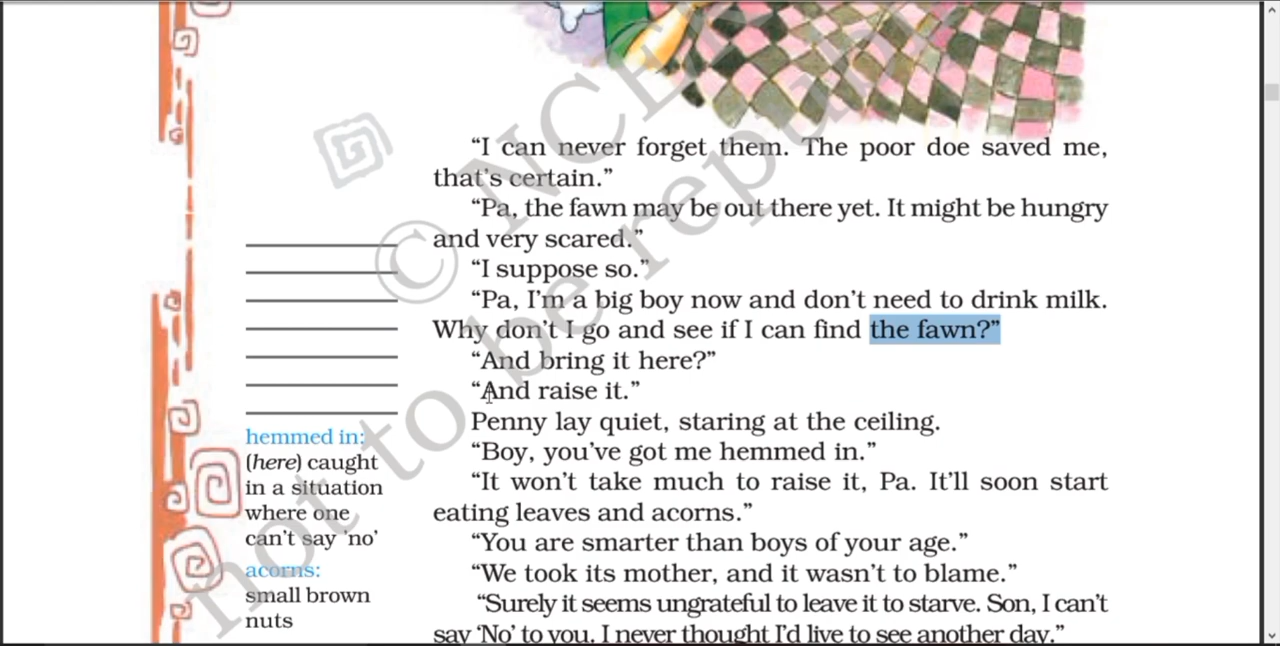 “I can never forget them. The poor doe saved me,
that’s certain.”
“Pa, the fawn may be out there yet. It might be hungry
and very scared.”
“I suppose so.”
“Pa, I’m a big boy now and don’t need to drink milk.
Why don’t I go and see if I can find the fawn?”
“And bring it here?”
“And raise it.”
Penny lay quiet, staring at the ceiling.
“Boy, you’ve got me hemmed in.”
“It won’t take much to raise it, Pa. It’ll soon start
eating leaves and acorns.”
“You are smarter than boys of your age.”
“We took its mother, and it wasn’t to blame.”
“Surely it seems ungrateful to leave it to starve. Son, I can’t
say ‘No’ to you. I never thought I’d live to see another day.”
hemmed in:
(here) caught
in a situation
where one
can’t say ‘no’
acorns:
small brown
nuts
© NCE
not to be repu